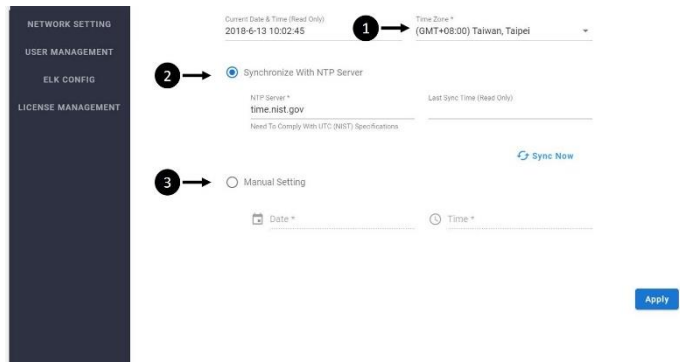 NETWORK SETTING
USER MANAGEMENT
ELK CONFIG
LICENSE MANAGEMENT
Current Date & Time (Read Only)
2018-6-13 10:02:45
1
Time Zone *
(GMT+08:00) Taiwan, Taipei
2
Synchronize With NTP Server
NTP Server *
time.nist.gov
Need To Comply With UTC (NIST) Specifications
Last Sync Time (Read Only)
Sync Now
3
Manual Setting
Date *
Time *
Apply